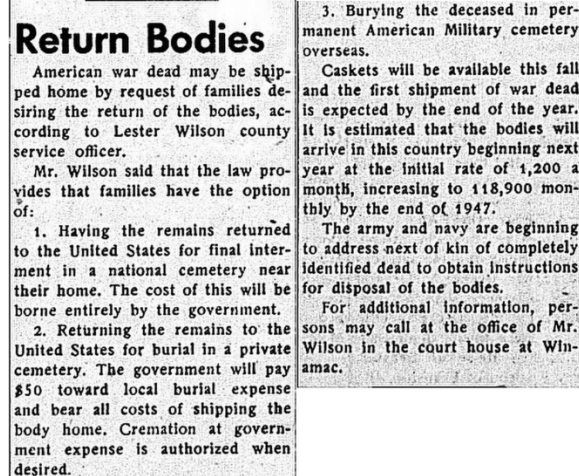 Return Bodies
American war dead may be ship-
ped home by request of families de-
siring the return of the bodies, ac-
cording to Lester Wilson county
service officer.
Mr. Wilson said that the law pro-
vides that families have the option
of:
1. Having the remains returned
to the United States for final inter-
ment in a national cemetery near
their home. The cost of this will be
borne entirely by the government.
2. Returning the remains to the
United States for burial in a private
cemetery. The government will pay
$50 toward local burial expense
and bear all costs of shipping the
body home. Cremation at govern-
ment expense is authorized when
desired.
3. Burying the deceased in per-
manent American Military cemetery
overseas.
Caskets will be available this fall
and the first shipment of war dead
is expected by the end of the year.
It is estimated that the bodies will
arrive in this country beginning next
year at the initial rate of 1,200 a
month, increasing to 118,900 mon-
thly by the end of 1947.
The army and navy are beginning
to address next of kin of completely
identified dead to obtain instructions
for disposal of the bodies.
For additional information, per-
sons may call at the office of Mr.
Wilson in the court house at Win-
amac.